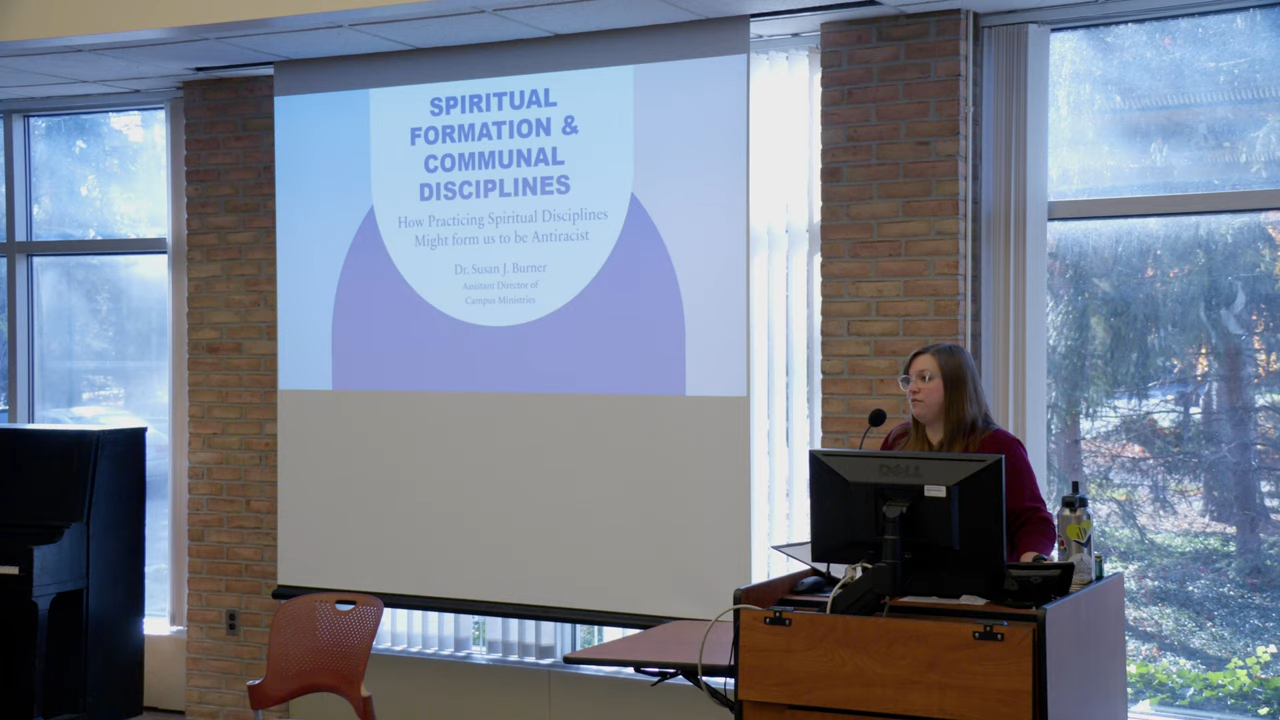 SPIRITUAL
FORMATION &
COMMUNAL
DISCIPLINES
How Practicing Spiritual Disciplines
Might form us to be Antiracist
Dr. Susan J. Burner
Assitant Director of
Campus Ministries
DELL